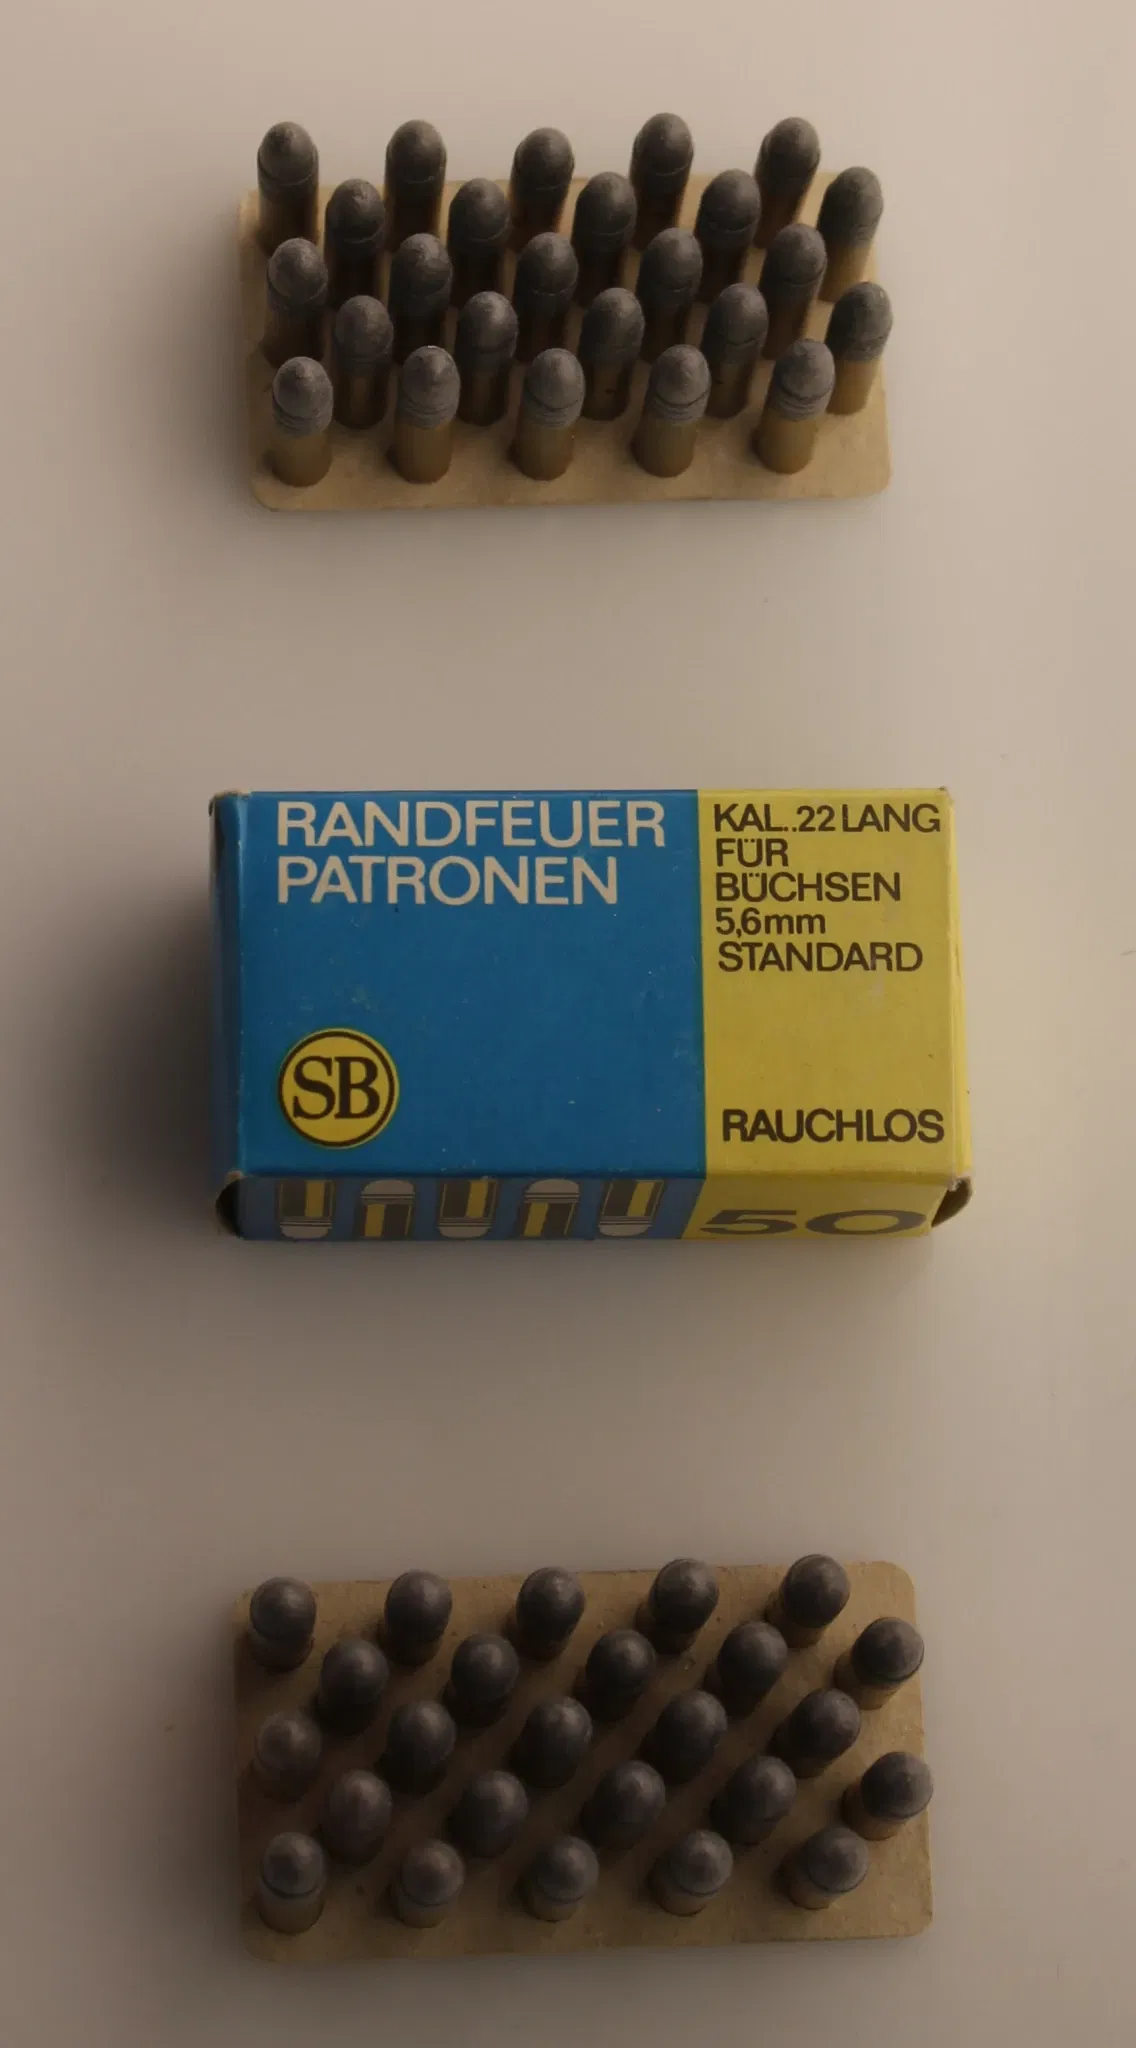 RANDFEUER
PATRONEN
SB
KAL..22 LANG
FÜR
BÜCHSEN
5,6mm
STANDARD
RAUCHLOS
50